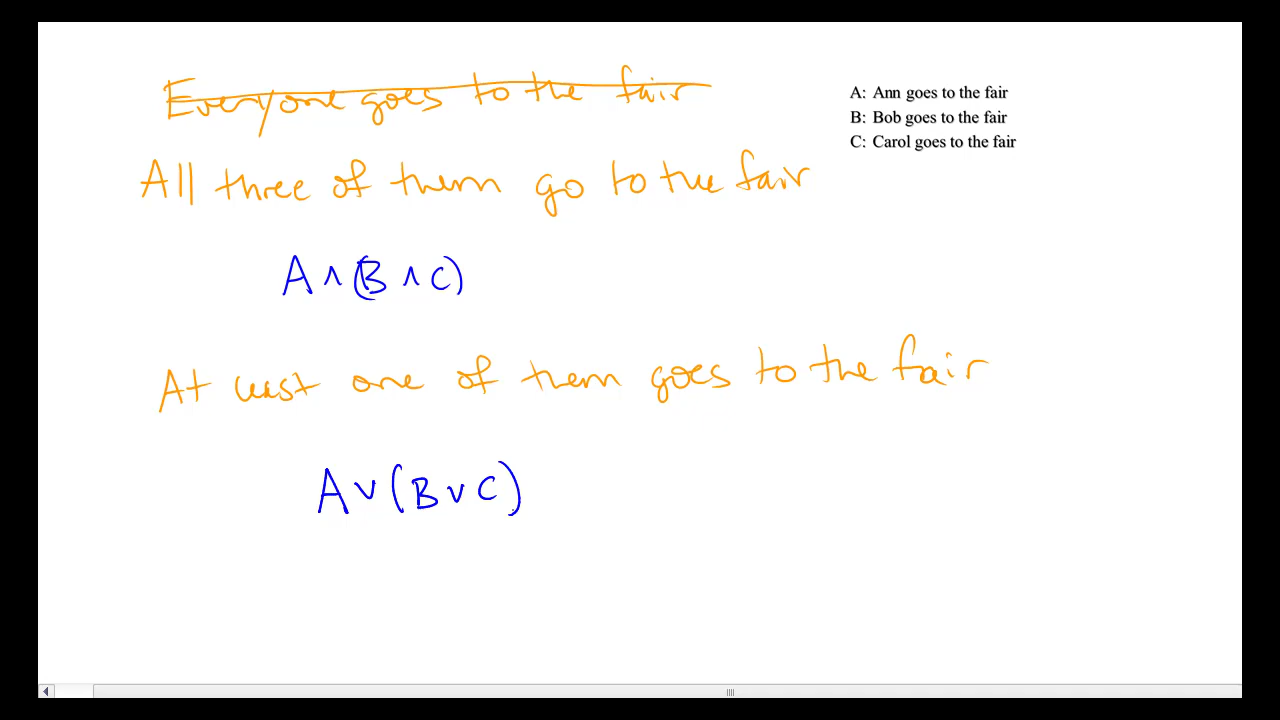 Everyone goes to the fair
A: Ann goes to the fair
B: Bob goes to the fair
C: Carol goes to the fair
All three of them go to the fair
A ∧ (B ∧ C)
At least one of them goes to the fair
A ∨ (B ∨ C)